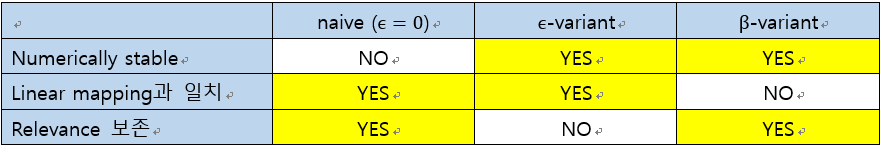 naive (ϵ = 0) ϵ-variant β-variant
Numerically stable NO YES YES
Linear mapping과 일치 YES YES NO
Relevance 보존 YES NO YES